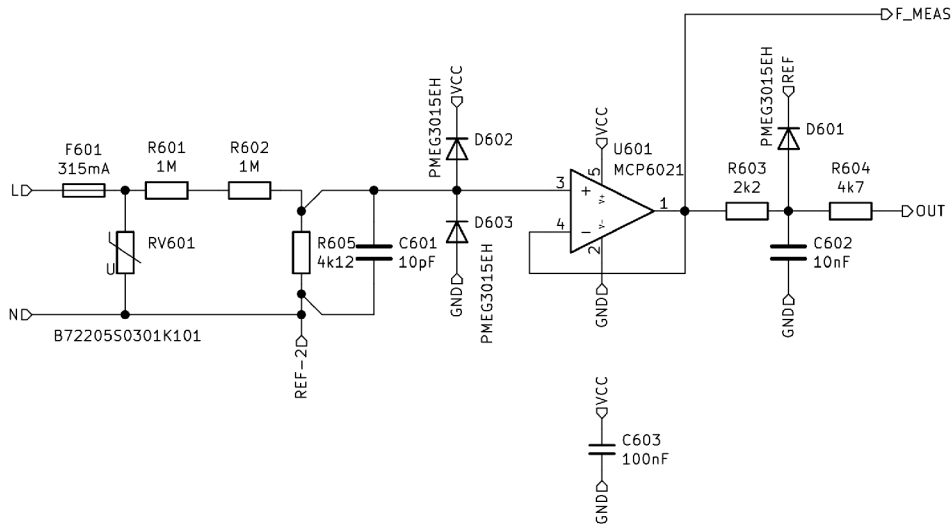 F_MEAS
PMEG3015EH
VCC
D602
PMEG3015EH
REF
D601
F601
315mA
R601
1M
R602
1M
VCC
U601
MCP6021
R603
2k2
R604
4k7
L
3
+
5
V+
1
OUT
4
−
V-
2
D603
RV601
U
R605
4k12
C601
10pF
C602
10nF
N
GND
PMEG3015EH
GND
GND
B72205S0301K101
REF-2
VCC
C603
100nF
GND